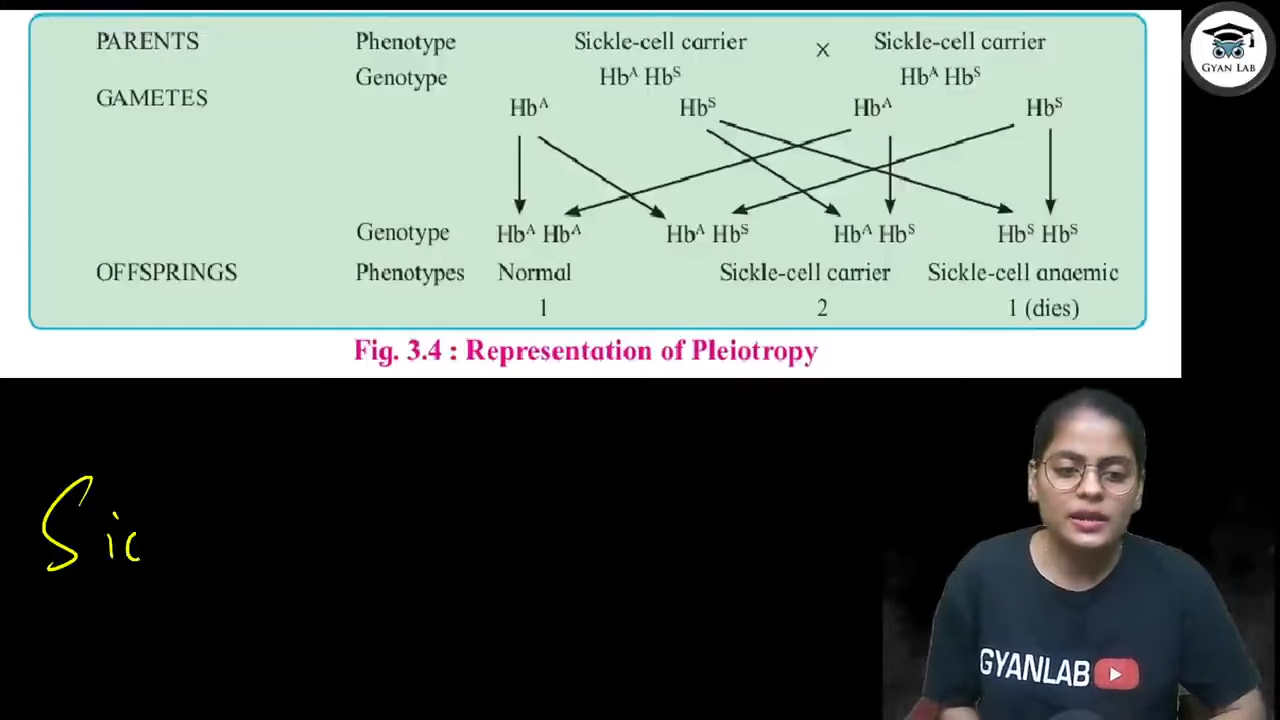 PARENTS Phenotype Sickle-cell carrier × Sickle-cell carrier
Genotype Hbᴬ Hbˢ Hbᴬ Hbˢ
GAMETES
Hbᴬ Hbˢ Hbᴬ Hbˢ
Genotype Hbᴬ Hbᴬ Hbᴬ Hbˢ Hbᴬ Hbˢ Hbˢ Hbˢ
OFFSPRINGS Phenotypes Normal Sickle-cell carrier Sickle-cell anaemic
1 2 1 (dies)
Fig. 3.4 : Representation of Pleiotropy
GYAN LAB
Sic
GYANLAB